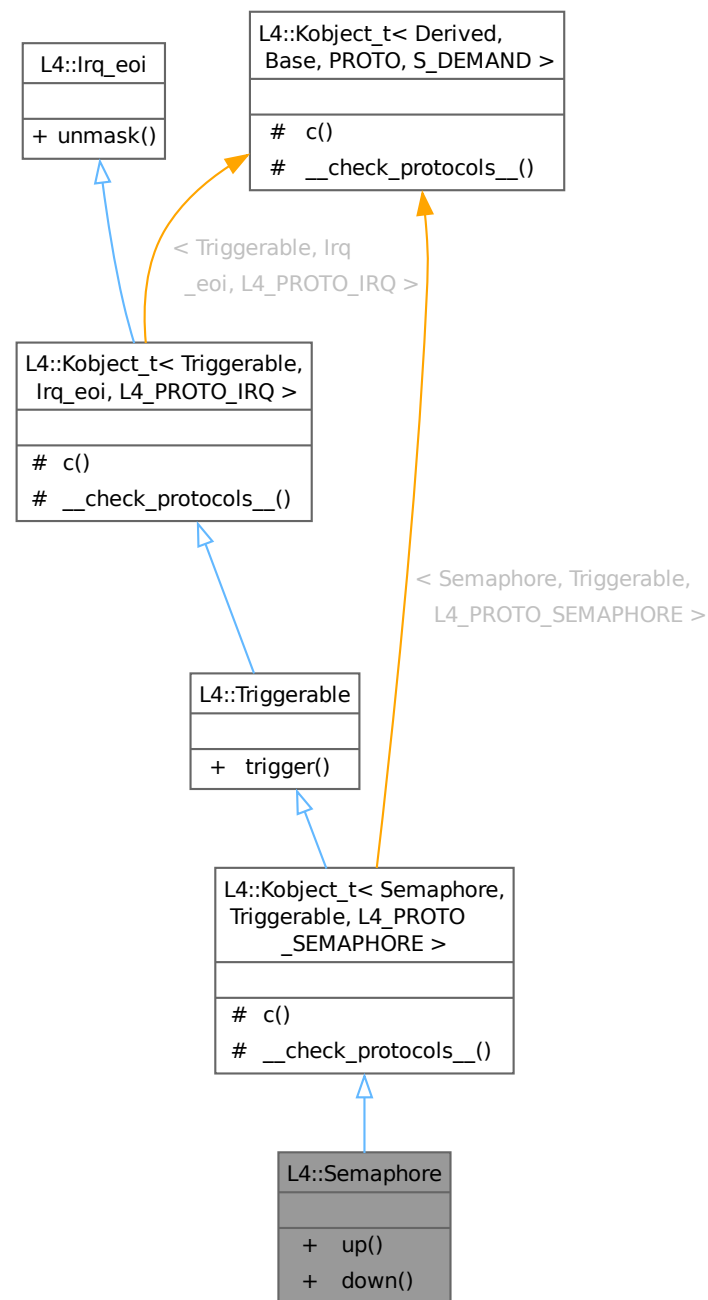 L4::Irq_eoi
+ unmask()
L4::Kobject_t< Derived,
Base, PROTO, S_DEMAND >
# c()
# __check_protocols__()
< Triggerable, Irq
_eoi, L4_PROTO_IRQ >
L4::Kobject_t< Triggerable,
Irq_eoi, L4_PROTO_IRQ >
# c()
# __check_protocols__()
< Semaphore, Triggerable,
L4_PROTO_SEMAPHORE >
L4::Triggerable
+ trigger()
L4::Kobject_t< Semaphore,
Triggerable, L4_PROTO
_SEMAPHORE >
# c()
# __check_protocols__()
L4::Semaphore
+ up()
+ down()